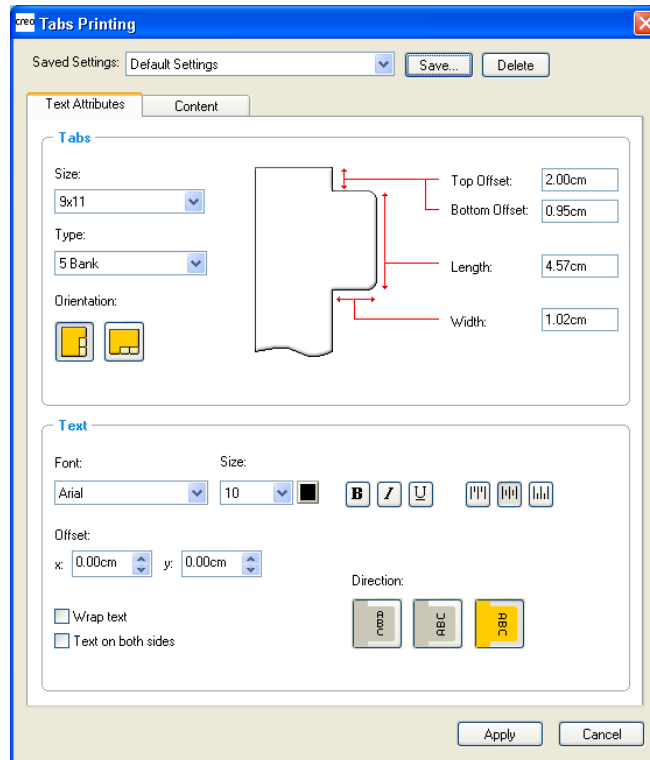 creo Tabs Printing
Saved Settings: Default Settings Save... Delete
Text Attributes Content
Tabs
Size:
9x11
Type:
5 Bank
Orientation:
Top Offset: 2.00cm
Bottom Offset: 0.95cm
Length: 4.57cm
Width: 1.02cm
Text
Font: Size:
Arial 10 B I U
Offset:
x: 0.00cm y: 0.00cm
Direction:
Wrap text
Text on both sides
ABC ABC ABC
Apply Cancel